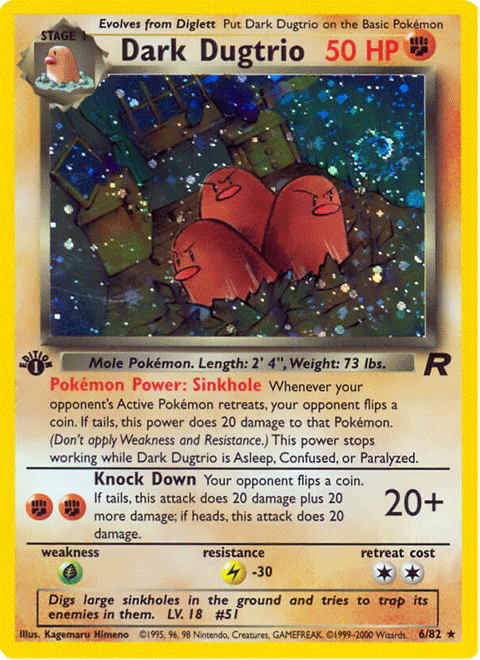 Evolves from Diglett Put Dark Dugtrio on the Basic Pokémon
STAGE 1
Dark Dugtrio 50 HP
Mole Pokémon. Length: 2' 4", Weight: 73 lbs.
EDITION
1
R
Pokémon Power: Sinkhole Whenever your
opponent's Active Pokémon retreats, your opponent flips a
coin. If tails, this power does 20 damage to that Pokémon.
(Don't apply Weakness and Resistance.) This power stops
working while Dark Dugtrio is Asleep, Confused, or Paralyzed.
Knock Down Your opponent flips a coin.
If tails, this attack does 20 damage plus 20
more damage; if heads, this attack does 20
damage.
20+
weakness resistance retreat cost
-30
Digs large sinkholes in the ground and tries to trap its
enemies in them. LV. 18 #51
Illus. Kagemaru Himeno ©1995, 96, 98 Nintendo, Creatures, GAMEFREAK. ©1999-2000 Wizards. 6/82 ★